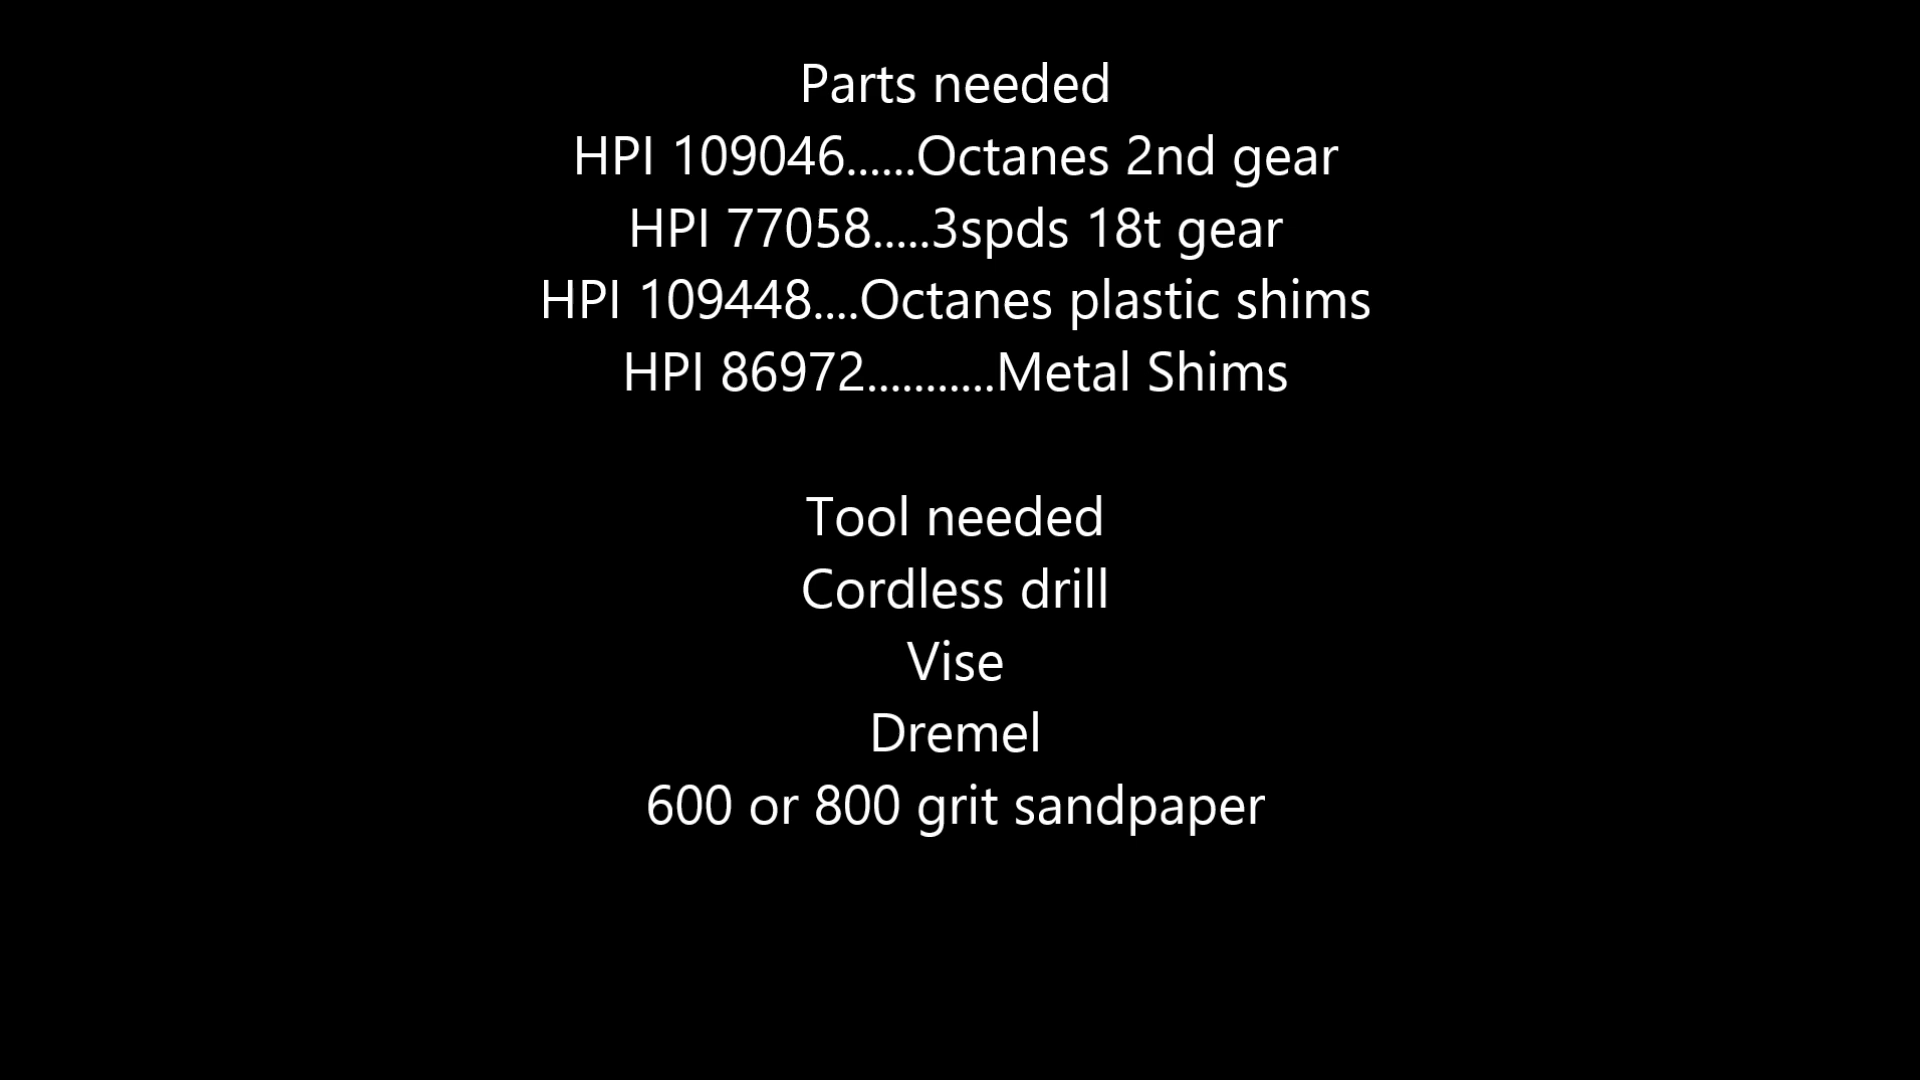 Parts needed
HPI 109046......Octanes 2nd gear
HPI 77058.....3spds 18t gear
HPI 109448....Octanes plastic shims
HPI 86972...........Metal Shims
Tool needed
Cordless drill
Vise
Dremel
600 or 800 grit sandpaper